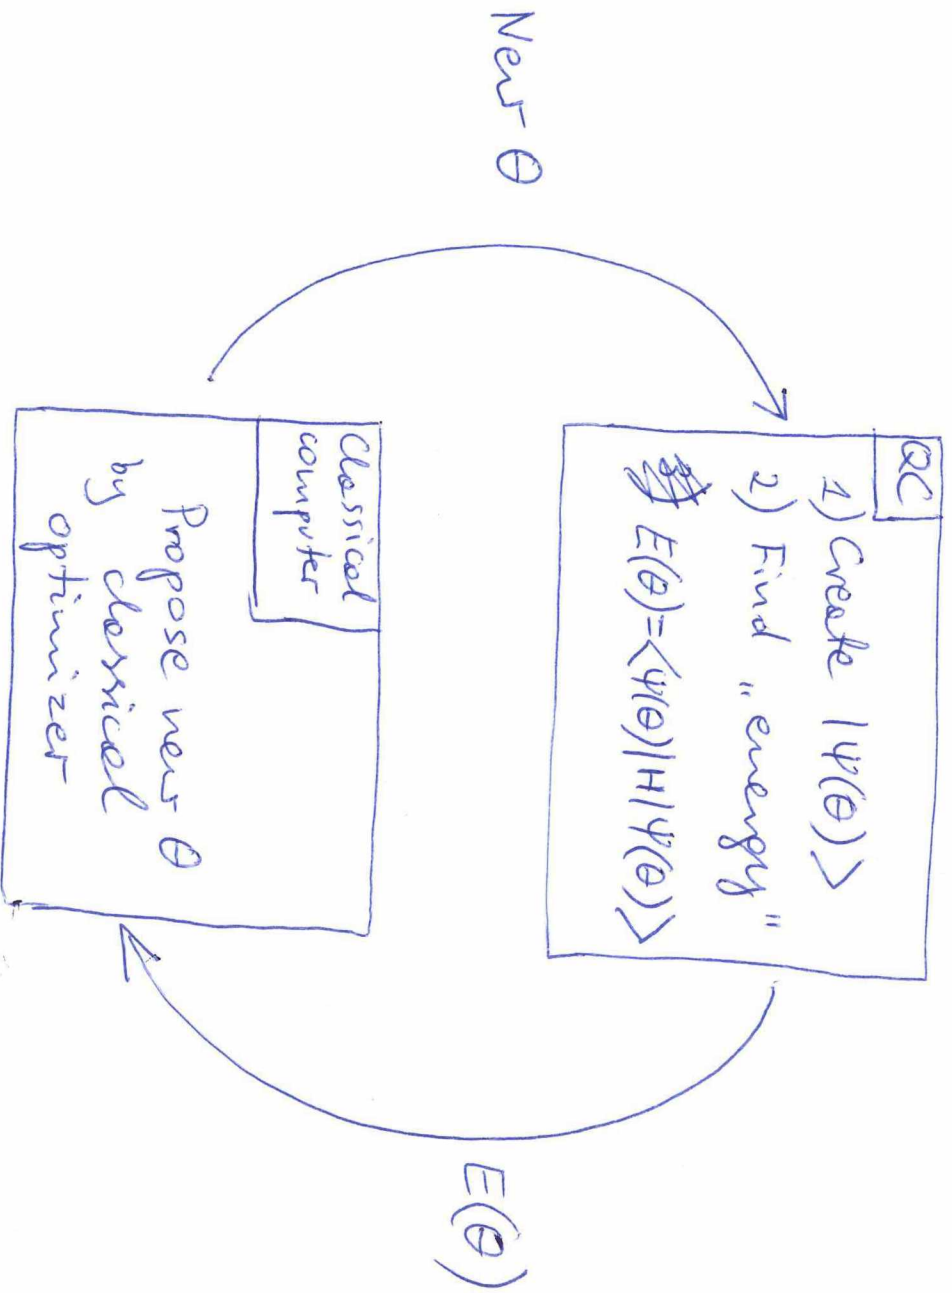 QC
1) Create |Ψ(θ)>
2) Find „energy"
E(θ)=<Ψ(θ)|H|Ψ(θ)>
New θ
E(θ)
Classical
computer
Propose new θ
by classical
optimizer